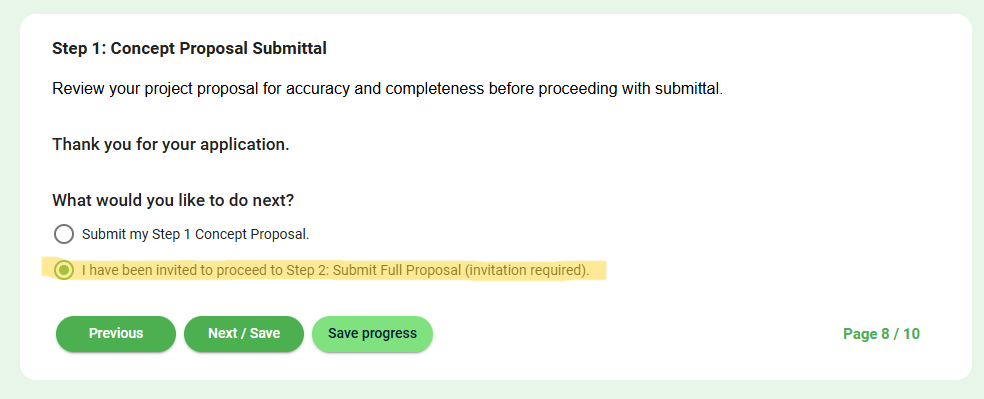 Step 1: Concept Proposal Submittal
Review your project proposal for accuracy and completeness before proceeding with submittal.
Thank you for your application.
What would you like to do next?
Submit my Step 1 Concept Proposal.
I have been invited to proceed to Step 2: Submit Full Proposal (invitation required).
Previous Next / Save Save progress Page 8 / 10